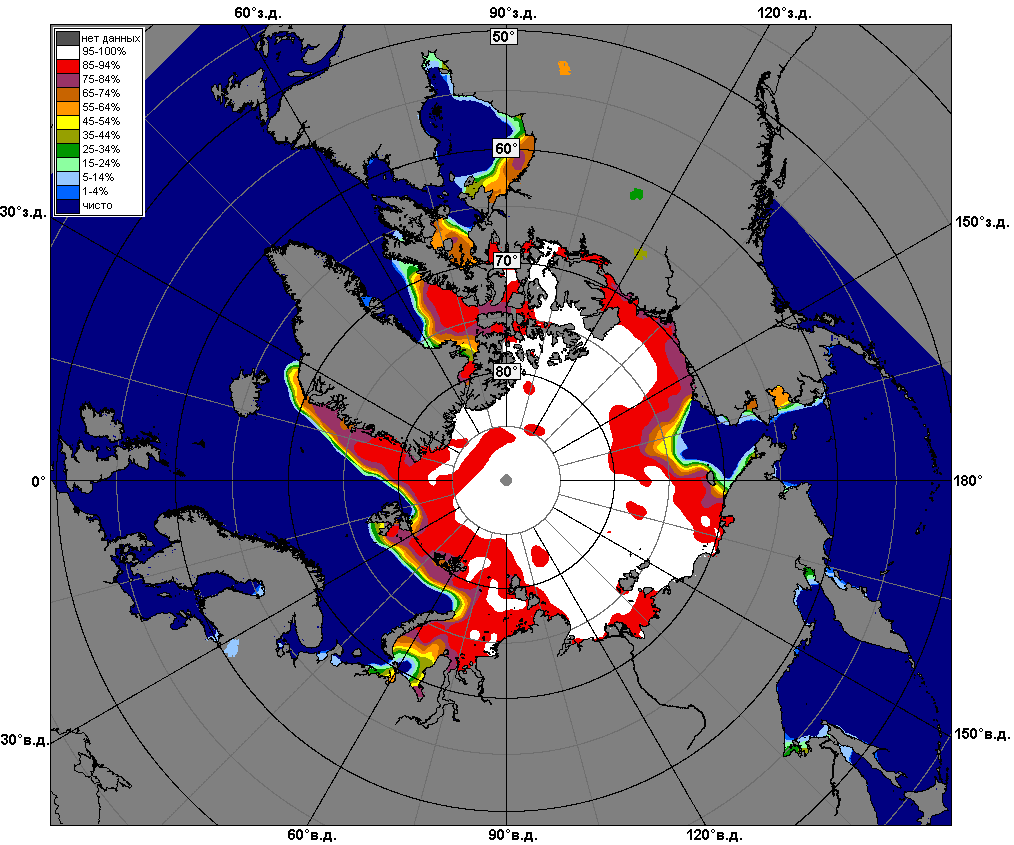 60°з.д.
90°з.д.
120°з.д.
50°
нет данных
95-100%
85-94%
75-84%
65-74%
55-64%
45-54%
35-44%
25-34%
15-24%
5-14%
1-4%
чисто
60°
30°з.д.
150°з.д.
70°
80°
0°
180°
30°в.д.
150°в.д.
60°в.д.
90°в.д.
120°в.д.